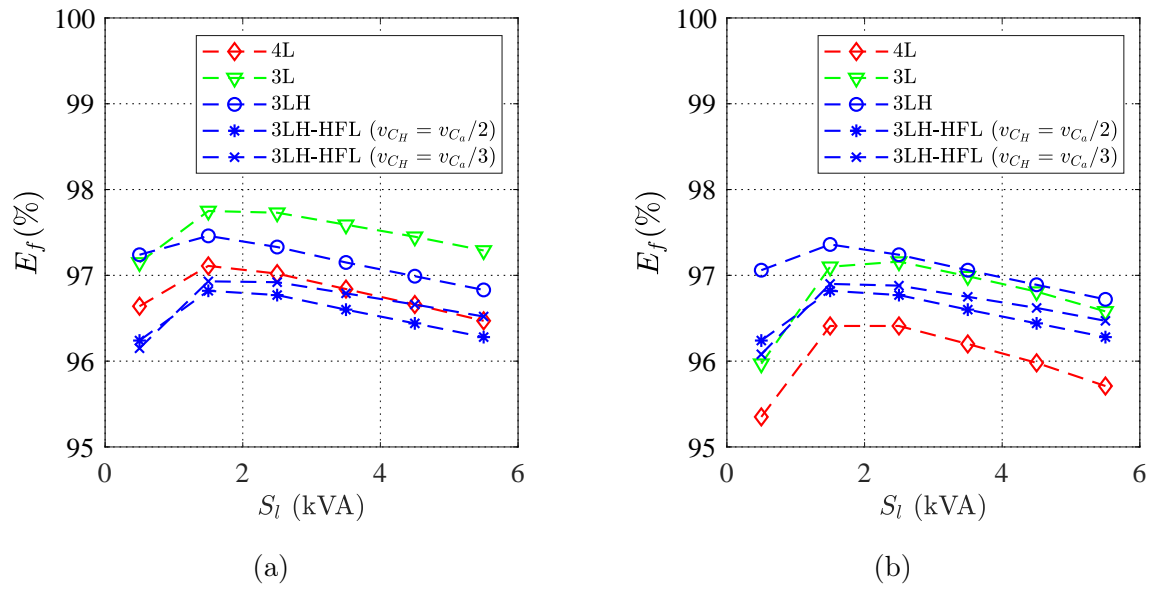 100
99
98
97
96
95
0
2
4
6
E_f (%)
S_l (kVA)
4L
3L
3LH
3LH-HFL (v_{C_H} = v_{C_a}/2)
3LH-HFL (v_{C_H} = v_{C_a}/3)
(a)
100
99
98
97
96
95
0
2
4
6
E_f (%)
S_l (kVA)
4L
3L
3LH
3LH-HFL (v_{C_H} = v_{C_a}/2)
3LH-HFL (v_{C_H} = v_{C_a}/3)
(b)